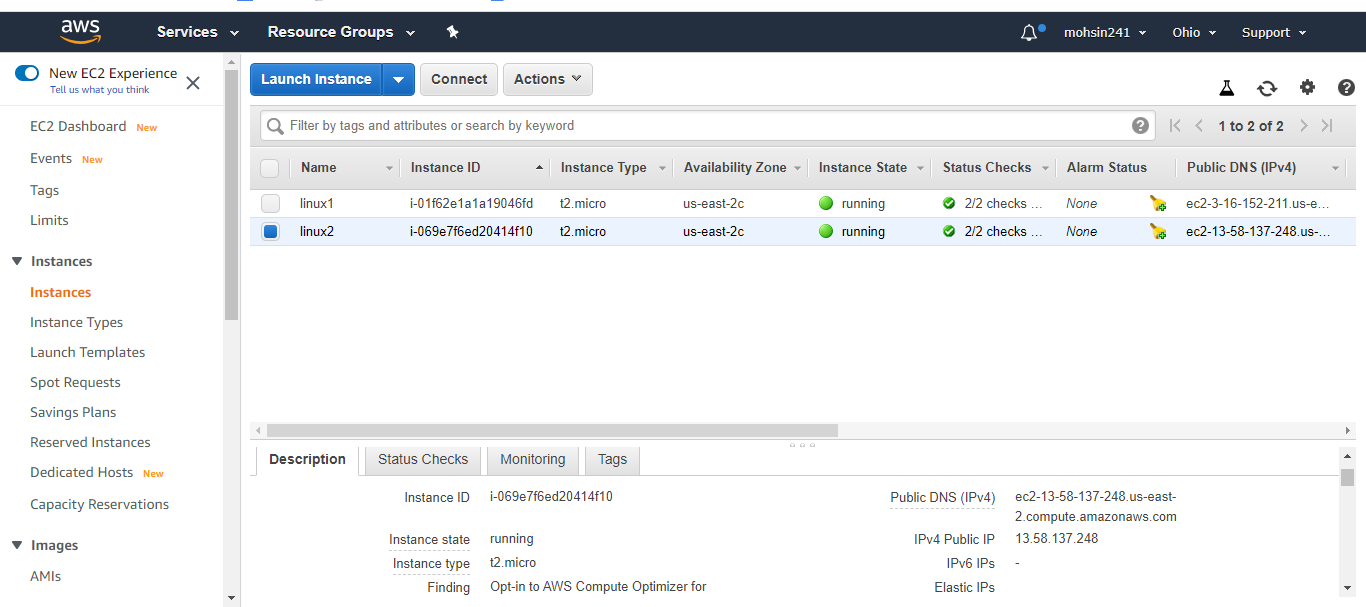 aws Services Resource Groups mohsin241 Ohio Support
New EC2 Experience
Tell us what you think
EC2 Dashboard New
Events New
Tags
Limits
Instances
Instances
Instance Types
Launch Templates
Spot Requests
Savings Plans
Reserved Instances
Dedicated Hosts New
Capacity Reservations
Images
AMIs
Launch Instance Connect Actions
Filter by tags and attributes or search by keyword 1 to 2 of 2
Name Instance ID Instance Type Availability Zone Instance State Status Checks Alarm Status Public DNS (IPv4)
linux1 i-01f62e1a1a19046fd t2.micro us-east-2c running 2/2 checks ... None ec2-3-16-152-211.us-e...
linux2 i-069e7f6ed20414f10 t2.micro us-east-2c running 2/2 checks ... None ec2-13-58-137-248.us-...
Description Status Checks Monitoring Tags
Instance ID i-069e7f6ed20414f10
Instance state running
Instance type t2.micro
Finding Opt-in to AWS Compute Optimizer for
Public DNS (IPv4) ec2-13-58-137-248.us-east-
2.compute.amazonaws.com
IPv4 Public IP 13.58.137.248
IPv6 IPs -
Elastic IPs